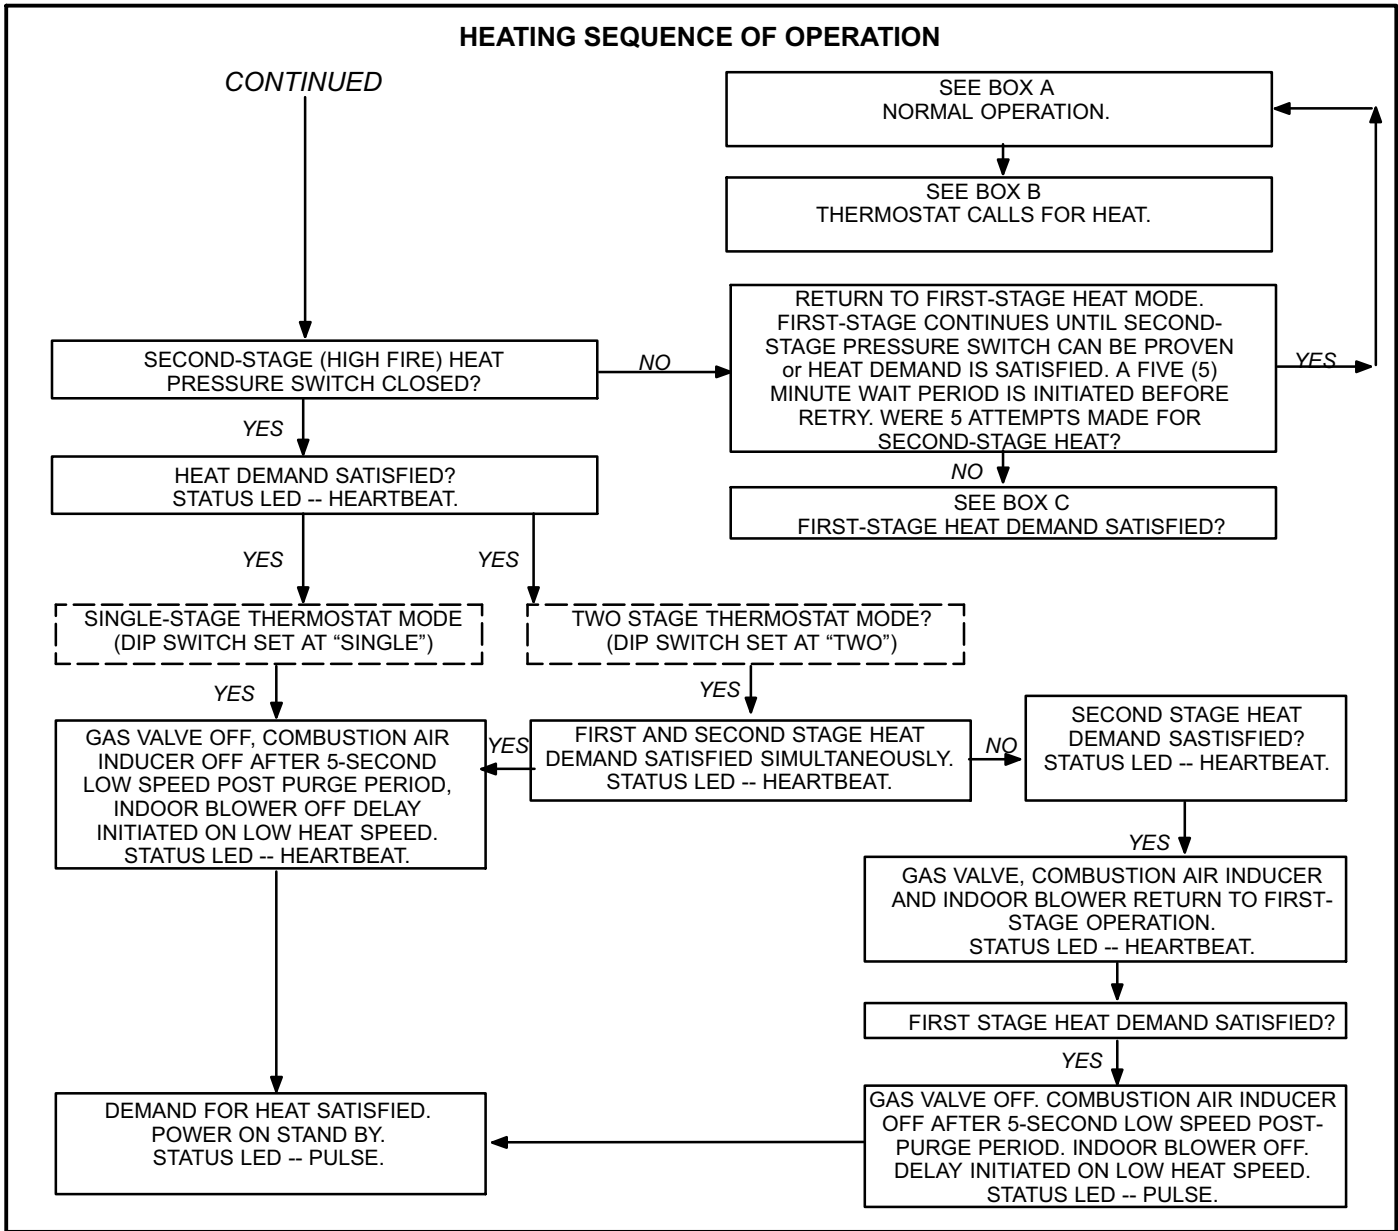 HEATING SEQUENCE OF OPERATION
CONTINUED
SEE BOX A
NORMAL OPERATION.
SEE BOX B
THERMOSTAT CALLS FOR HEAT.
SECOND-STAGE (HIGH FIRE) HEAT
PRESSURE SWITCH CLOSED?
NO
RETURN TO FIRST-STAGE HEAT MODE.
FIRST-STAGE CONTINUES UNTIL SECOND-
STAGE PRESSURE SWITCH CAN BE PROVEN
or HEAT DEMAND IS SATISFIED. A FIVE (5)
MINUTE WAIT PERIOD IS INITIATED BEFORE
RETRY. WERE 5 ATTEMPTS MADE FOR
SECOND-STAGE HEAT?
YES
YES
NO
HEAT DEMAND SATISFIED?
STATUS LED -- HEARTBEAT.
SEE BOX C
FIRST-STAGE HEAT DEMAND SATISFIED?
YES
YES
SINGLE-STAGE THERMOSTAT MODE
(DIP SWITCH SET AT “SINGLE”)
TWO STAGE THERMOSTAT MODE?
(DIP SWITCH SET AT “TWO”)
YES
YES
GAS VALVE OFF, COMBUSTION AIR
INDUCER OFF AFTER 5-SECOND
LOW SPEED POST PURGE PERIOD,
INDOOR BLOWER OFF DELAY
INITIATED ON LOW HEAT SPEED.
STATUS LED -- HEARTBEAT.
YES
FIRST AND SECOND STAGE HEAT
DEMAND SATISFIED SIMULTANEOUSLY.
STATUS LED -- HEARTBEAT.
NO
SECOND STAGE HEAT
DEMAND SASTISFIED?
STATUS LED -- HEARTBEAT.
YES
GAS VALVE, COMBUSTION AIR INDUCER
AND INDOOR BLOWER RETURN TO FIRST-
STAGE OPERATION.
STATUS LED -- HEARTBEAT.
FIRST STAGE HEAT DEMAND SATISFIED?
YES
DEMAND FOR HEAT SATISFIED.
POWER ON STAND BY.
STATUS LED -- PULSE.
GAS VALVE OFF. COMBUSTION AIR INDUCER
OFF AFTER 5-SECOND LOW SPEED POST-
PURGE PERIOD. INDOOR BLOWER OFF.
DELAY INITIATED ON LOW HEAT SPEED.
STATUS LED -- PULSE.